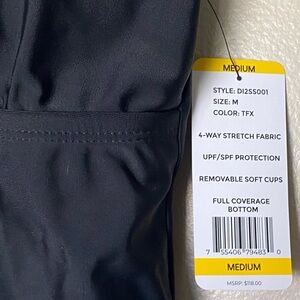 MEDIUM
STYLE: DI2SS001
SIZE: M
COLOR: TFX
4-WAY STRETCH FABRIC
UPF/SPF PROTECTION
REMOVABLE SOFT CUPS
FULL COVERAGE
BOTTOM
7 55406 79483 0
MEDIUM
MSRP: $118.00